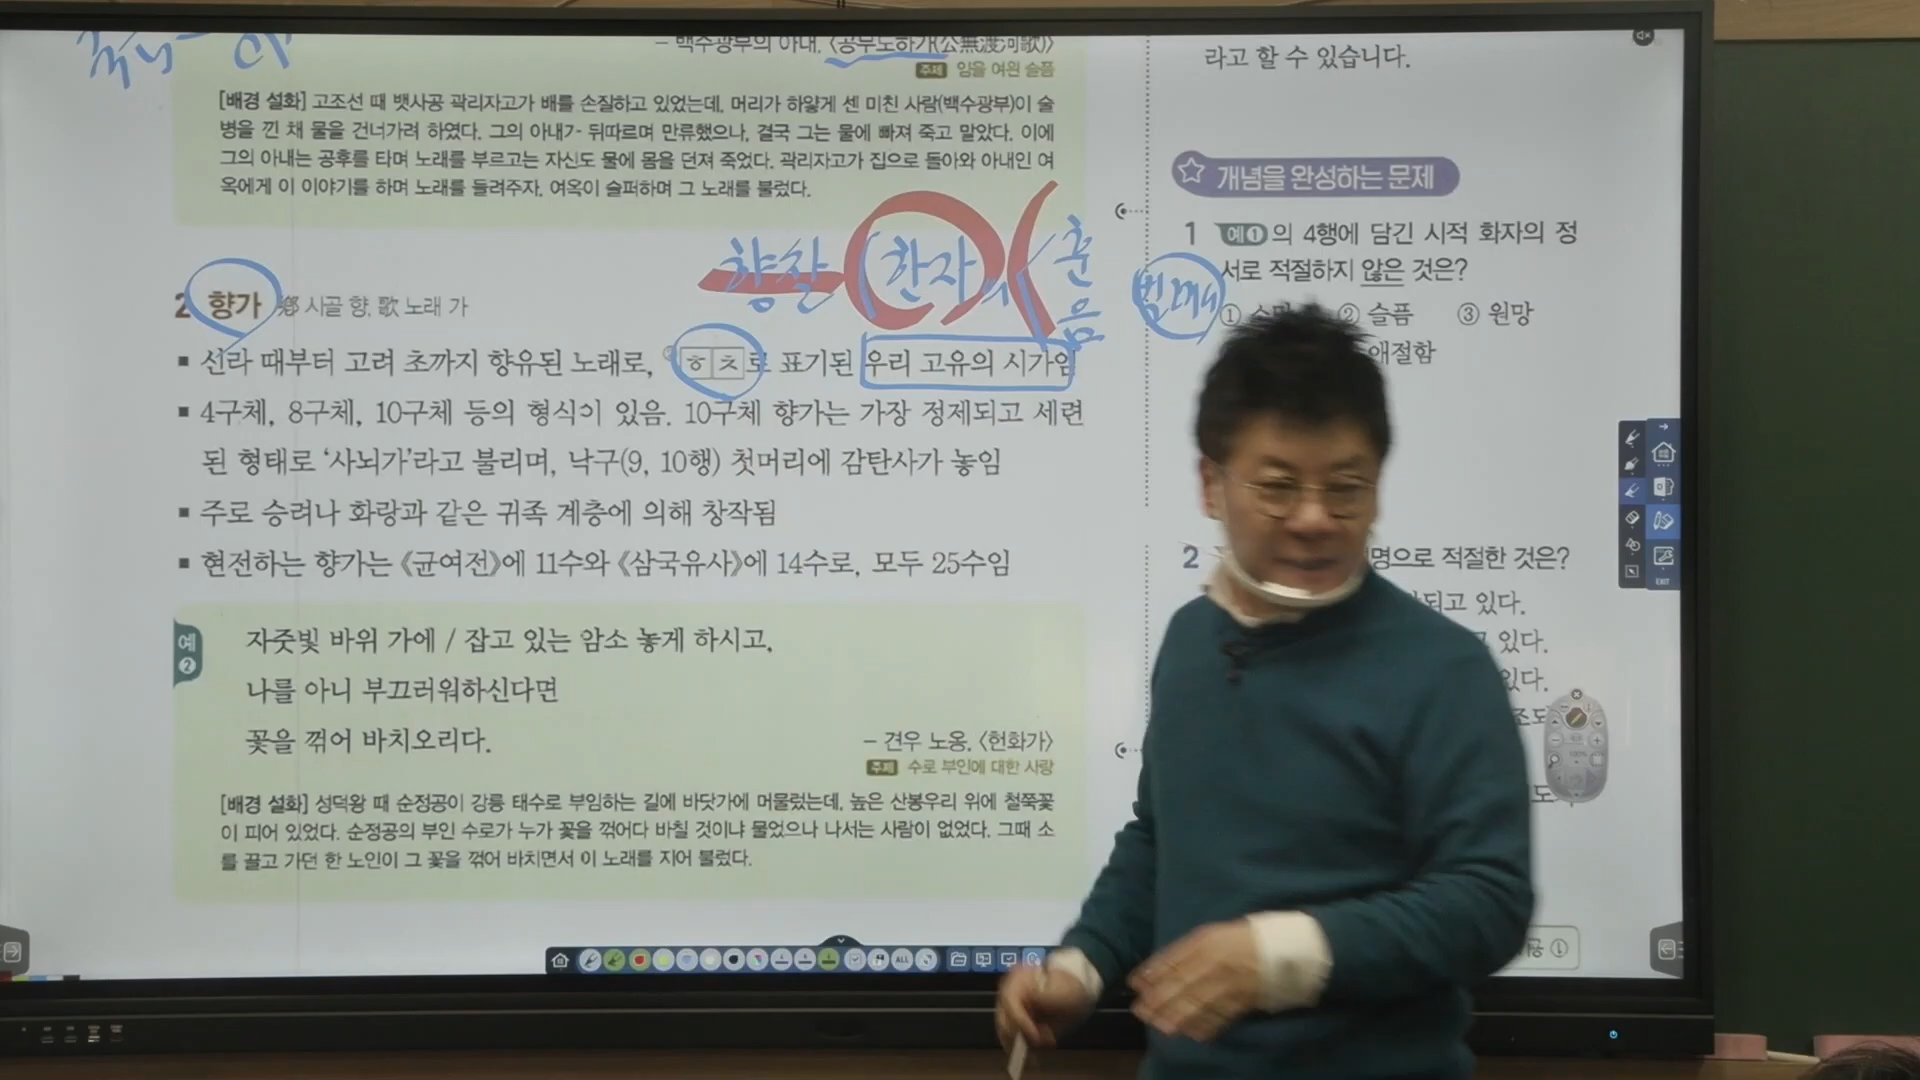 – 백수광부의 아내, 〈공무도하가(公無渡河歌)〉
주제 임을 여읜 슬픔
[배경 설화] 고조선 때 뱃사공 곽리자고가 배를 손질하고 있었는데, 머리가 하얗게 센 미친 사람(백수광부)이 술
병을 낀 채 물을 건너가려 하였다. 그의 아내가 뒤따르며 만류했으나, 결국 그는 물에 빠져 죽고 말았다. 이에
그의 아내는 공후를 타며 노래를 부르고는 자신도 물에 몸을 던져 죽었다. 곽리자고가 집으로 돌아와 아내인 여
옥에게 이 이야기를 하며 노래를 들려주자, 여옥이 슬퍼하며 그 노래를 불렀다.
향찰 (한자의
훈
음
2 향가 鄕 시골 향, 歌 노래 가
▪ 신라 때부터 고려 초까지 향유된 노래로, ㅎㅊ로 표기된 우리 고유의 시가임
▪ 4구체, 8구체, 10구체 등의 형식이 있음. 10구체 향가는 가장 정제되고 세련
된 형태로 ‘사뇌가’라고 불리며, 낙구(9, 10행) 첫머리에 감탄사가 놓임
▪ 주로 승려나 화랑과 같은 귀족 계층에 의해 창작됨
▪ 현전하는 향가는 《균여전》에 11수와 《삼국유사》에 14수로, 모두 25수임
예 2
자줏빛 바위 가에 / 잡고 있는 암소 놓게 하시고,
나를 아니 부끄러워하신다면
꽃을 꺾어 바치오리다.
– 견우 노옹, 〈헌화가〉
주제 수로 부인에 대한 사랑
[배경 설화] 성덕왕 때 순정공이 강릉 태수로 부임하는 길에 바닷가에 머물렀는데, 높은 산봉우리 위에 철쭉꽃
이 피어 있었다. 순정공의 부인 수로가 누가 꽃을 꺾어다 바칠 것이냐 물었으나 나서는 사람이 없었다. 그때 소
를 끌고 가던 한 노인이 그 꽃을 꺾어 바치면서 이 노래를 지어 불렀다.
라고 할 수 있습니다.
개념을 완성하는 문제
1 예1의 4행에 담긴 시적 화자의 정
서로 적절하지 않은 것은?
① ② 슬픔 ③ 원망
애절함
2 명으로 적절한 것은?
되고 있다.
있다.
있다.
ALL
EXIT